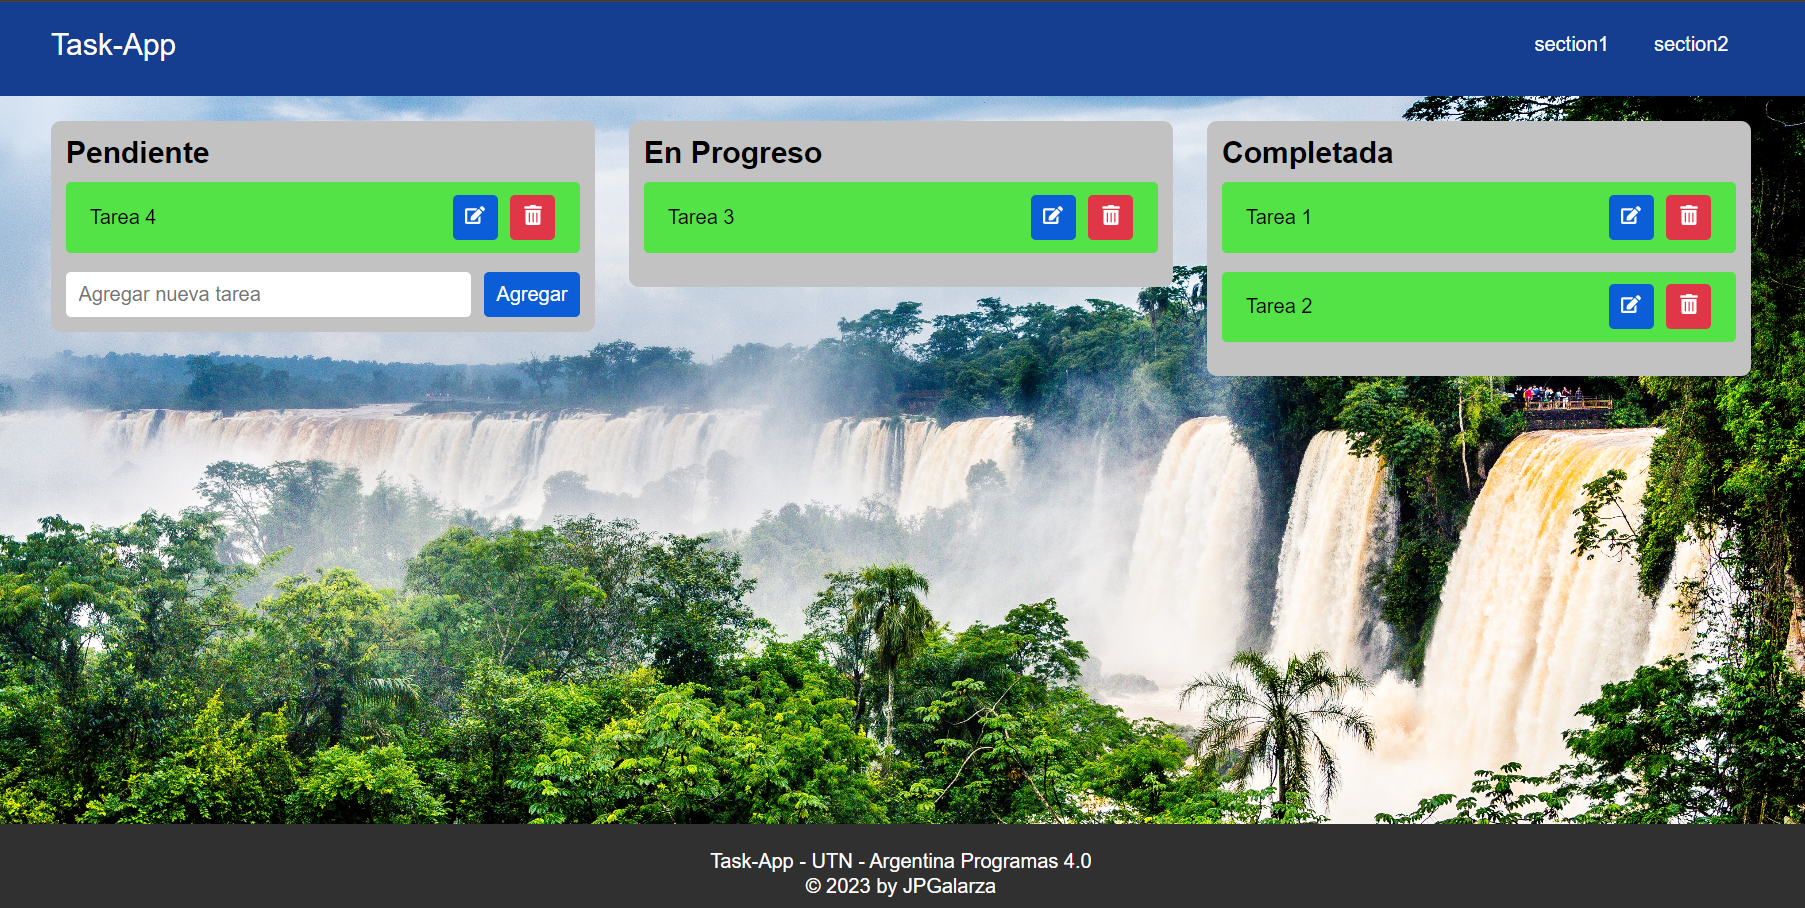 Task-App
section1
section2
Pendiente
Tarea 4
Agregar nueva tarea
Agregar
En Progreso
Tarea 3
Completada
Tarea 1
Tarea 2
Task-App - UTN - Argentina Programas 4.0
© 2023 by JPGalarza